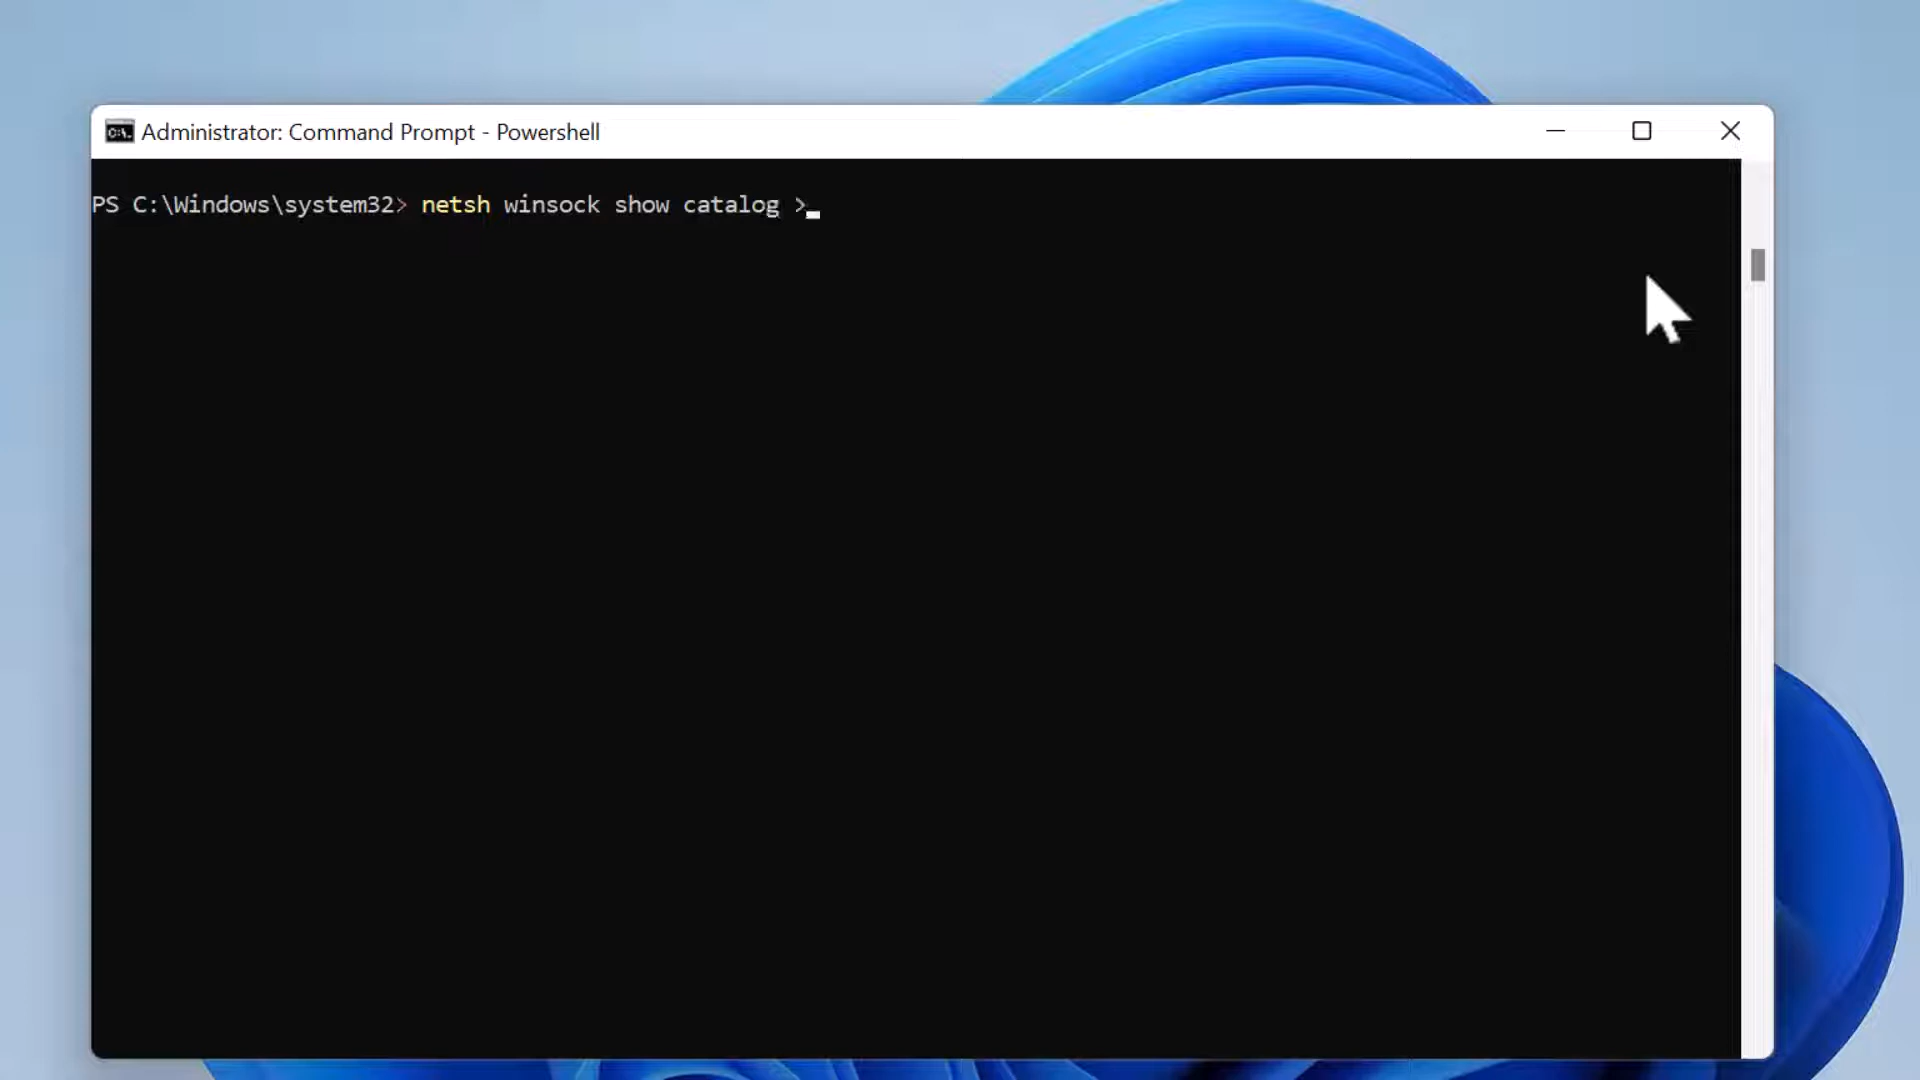 Administrator: Command Prompt - Powershell
PS C:\Windows\system32> netsh winsock show catalog >